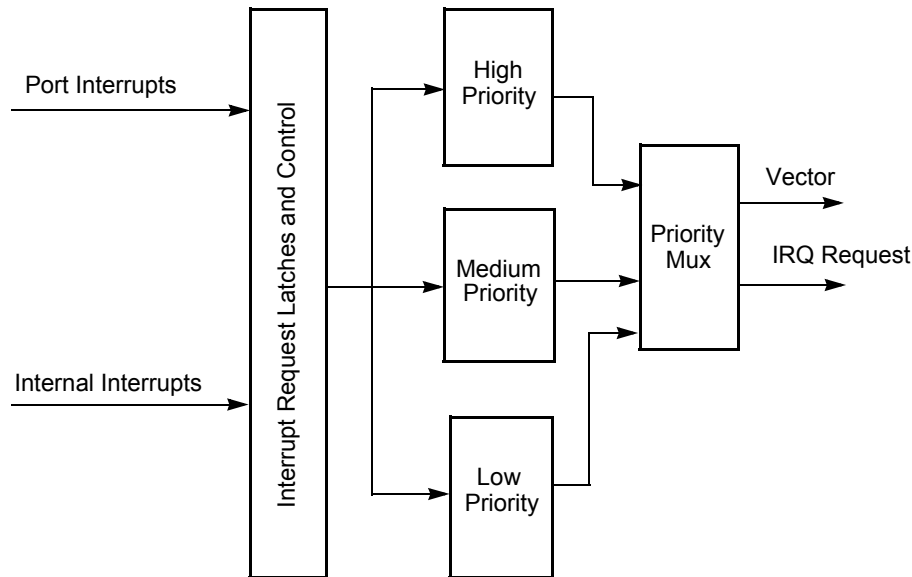 Port Interrupts
Internal Interrupts
Interrupt Request Latches and Control
High
Priority
Medium
Priority
Low
Priority
Priority
Mux
Vector
IRQ Request